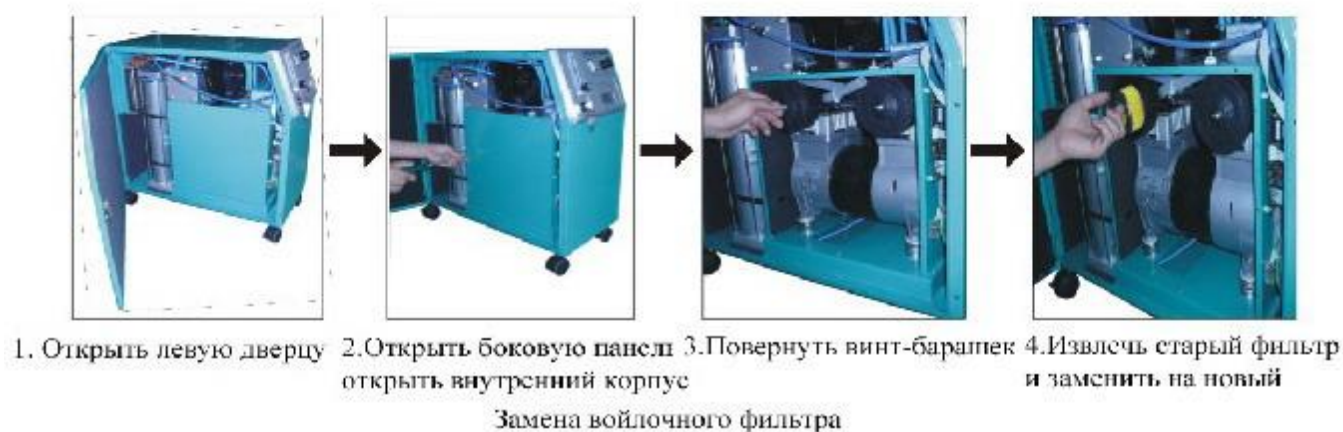 1. Открыть левую дверцу
2.Открыть боковую панель
открыть внутренний корпус
3.Повернуть винт-барашек
4.Извлечь старый фильтр
и заменить на новый
Замена войлочного фильтра